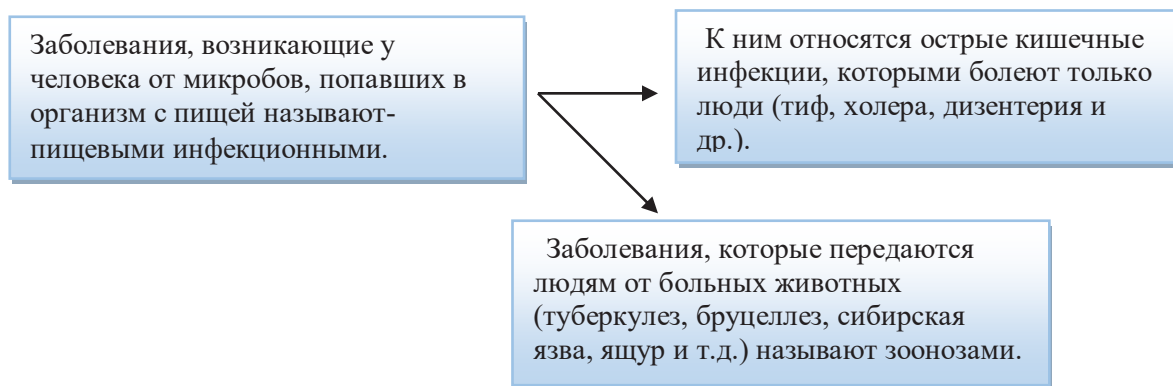 Заболевания, возникающие у
человека от микробов, попавших в
организм с пищей называют-
пищевыми инфекционными.
К ним относятся острые кишечные
инфекции, которыми болеют только
люди (тиф, холера, дизентерия и
др.).
Заболевания, которые передаются
людям от больных животных
(туберкулез, бруцеллез, сибирская
язва, ящур и т.д.) называют зоонозами.